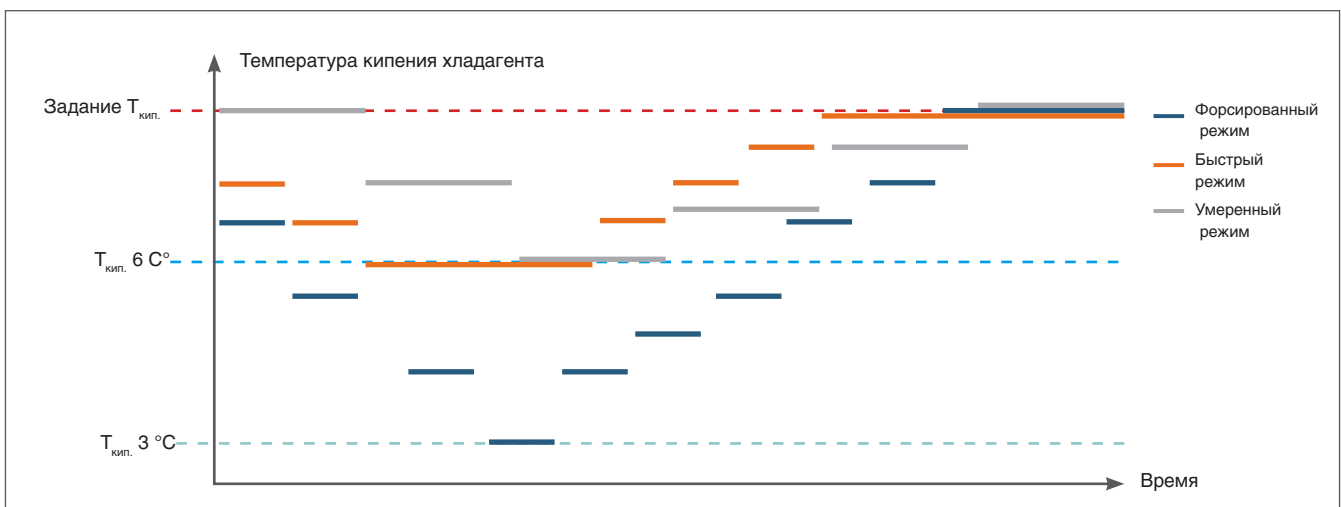 Температура кипения хладагента
Задание Ткип.
Форсированный
режим
Быстрый
режим
Умеренный
режим
Ткип. 6 С°
Ткип. 3 °С
Время